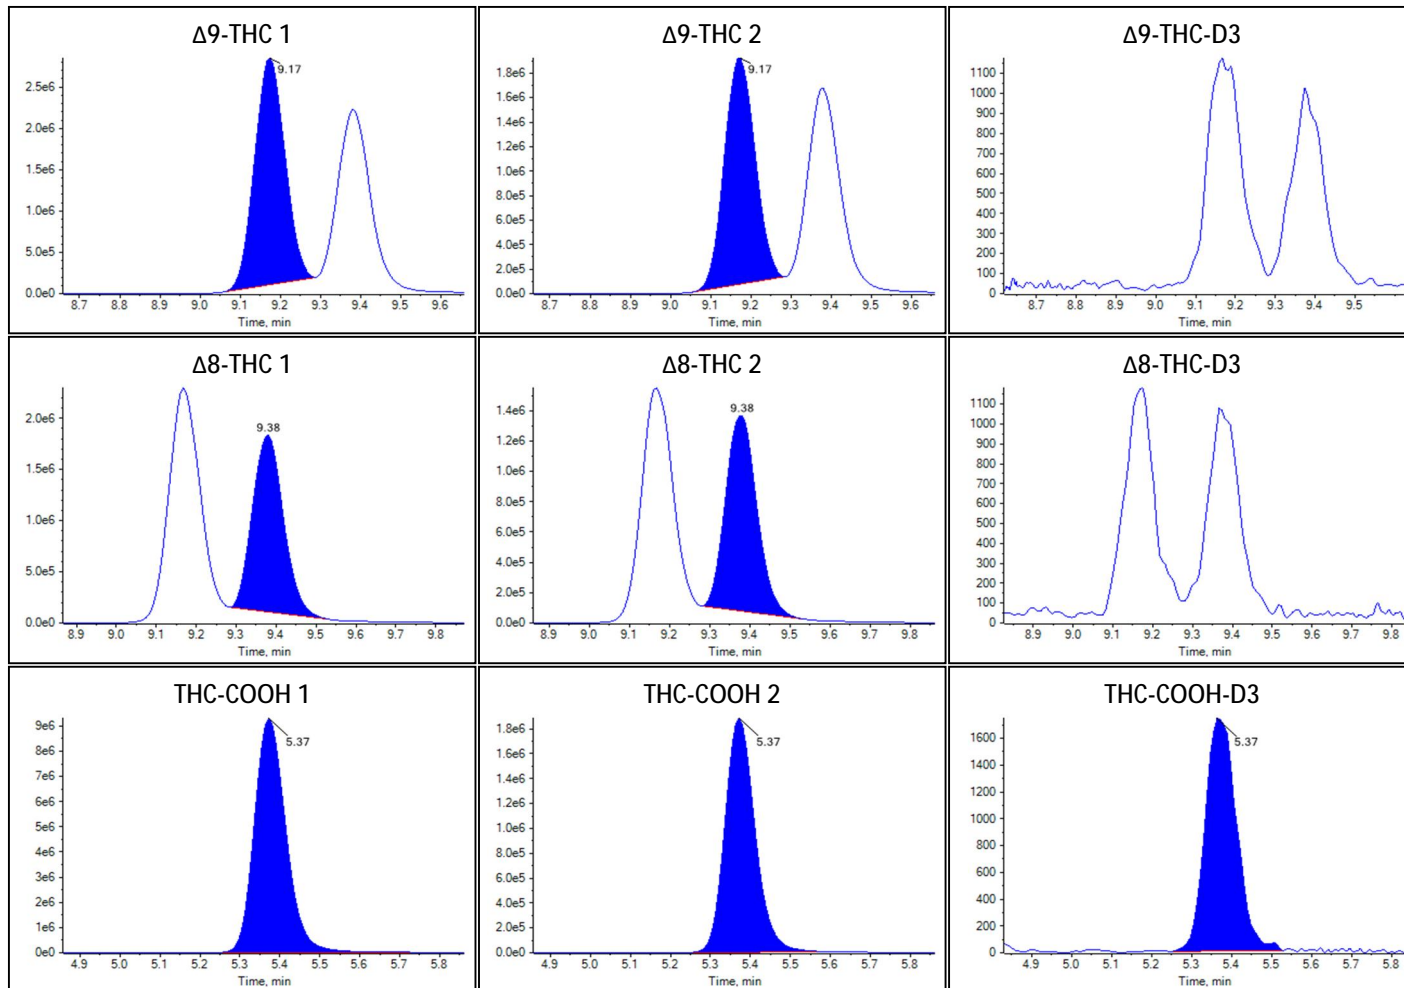 Δ9-THC 1
9.17
2.5e6
2.0e6
1.5e6
1.0e6
5.0e5
0.0e0
8.7 8.8 8.9 9.0 9.1 9.2 9.3 9.4 9.5 9.6
Time, min
Δ9-THC 2
9.17
1.8e6
1.6e6
1.4e6
1.2e6
1.0e6
8.0e5
6.0e5
4.0e5
2.0e5
0.0e0
8.7 8.8 8.9 9.0 9.1 9.2 9.3 9.4 9.5 9.6
Time, min
Δ9-THC-D3
1100
1000
900
800
700
600
500
400
300
200
100
0
8.7 8.8 8.9 9.0 9.1 9.2 9.3 9.4 9.5
Time, min
Δ8-THC 1
9.38
2.0e6
1.5e6
1.0e6
5.0e5
0.0e0
8.9 9.0 9.1 9.2 9.3 9.4 9.5 9.6 9.7 9.8
Time, min
Δ8-THC 2
9.38
1.4e6
1.2e6
1.0e6
8.0e5
6.0e5
4.0e5
2.0e5
0.0e0
8.9 9.0 9.1 9.2 9.3 9.4 9.5 9.6 9.7 9.8
Time, min
Δ8-THC-D3
1100
1000
900
800
700
600
500
400
300
200
100
0
8.9 9.0 9.1 9.2 9.3 9.4 9.5 9.6 9.7 9.8
Time, min
THC-COOH 1
5.37
9e6
8e6
7e6
6e6
5e6
4e6
3e6
2e6
1e6
0e0
4.9 5.0 5.1 5.2 5.3 5.4 5.5 5.6 5.7 5.8
Time, min
THC-COOH 2
5.37
1.8e6
1.6e6
1.4e6
1.2e6
1.0e6
8.0e5
6.0e5
4.0e5
2.0e5
0.0e0
4.9 5.0 5.1 5.2 5.3 5.4 5.5 5.6 5.7 5.8
Time, min
THC-COOH-D3
5.37
1600
1400
1200
1000
800
600
400
200
0
4.9 5.0 5.1 5.2 5.3 5.4 5.5 5.6 5.7 5.8
Time, min